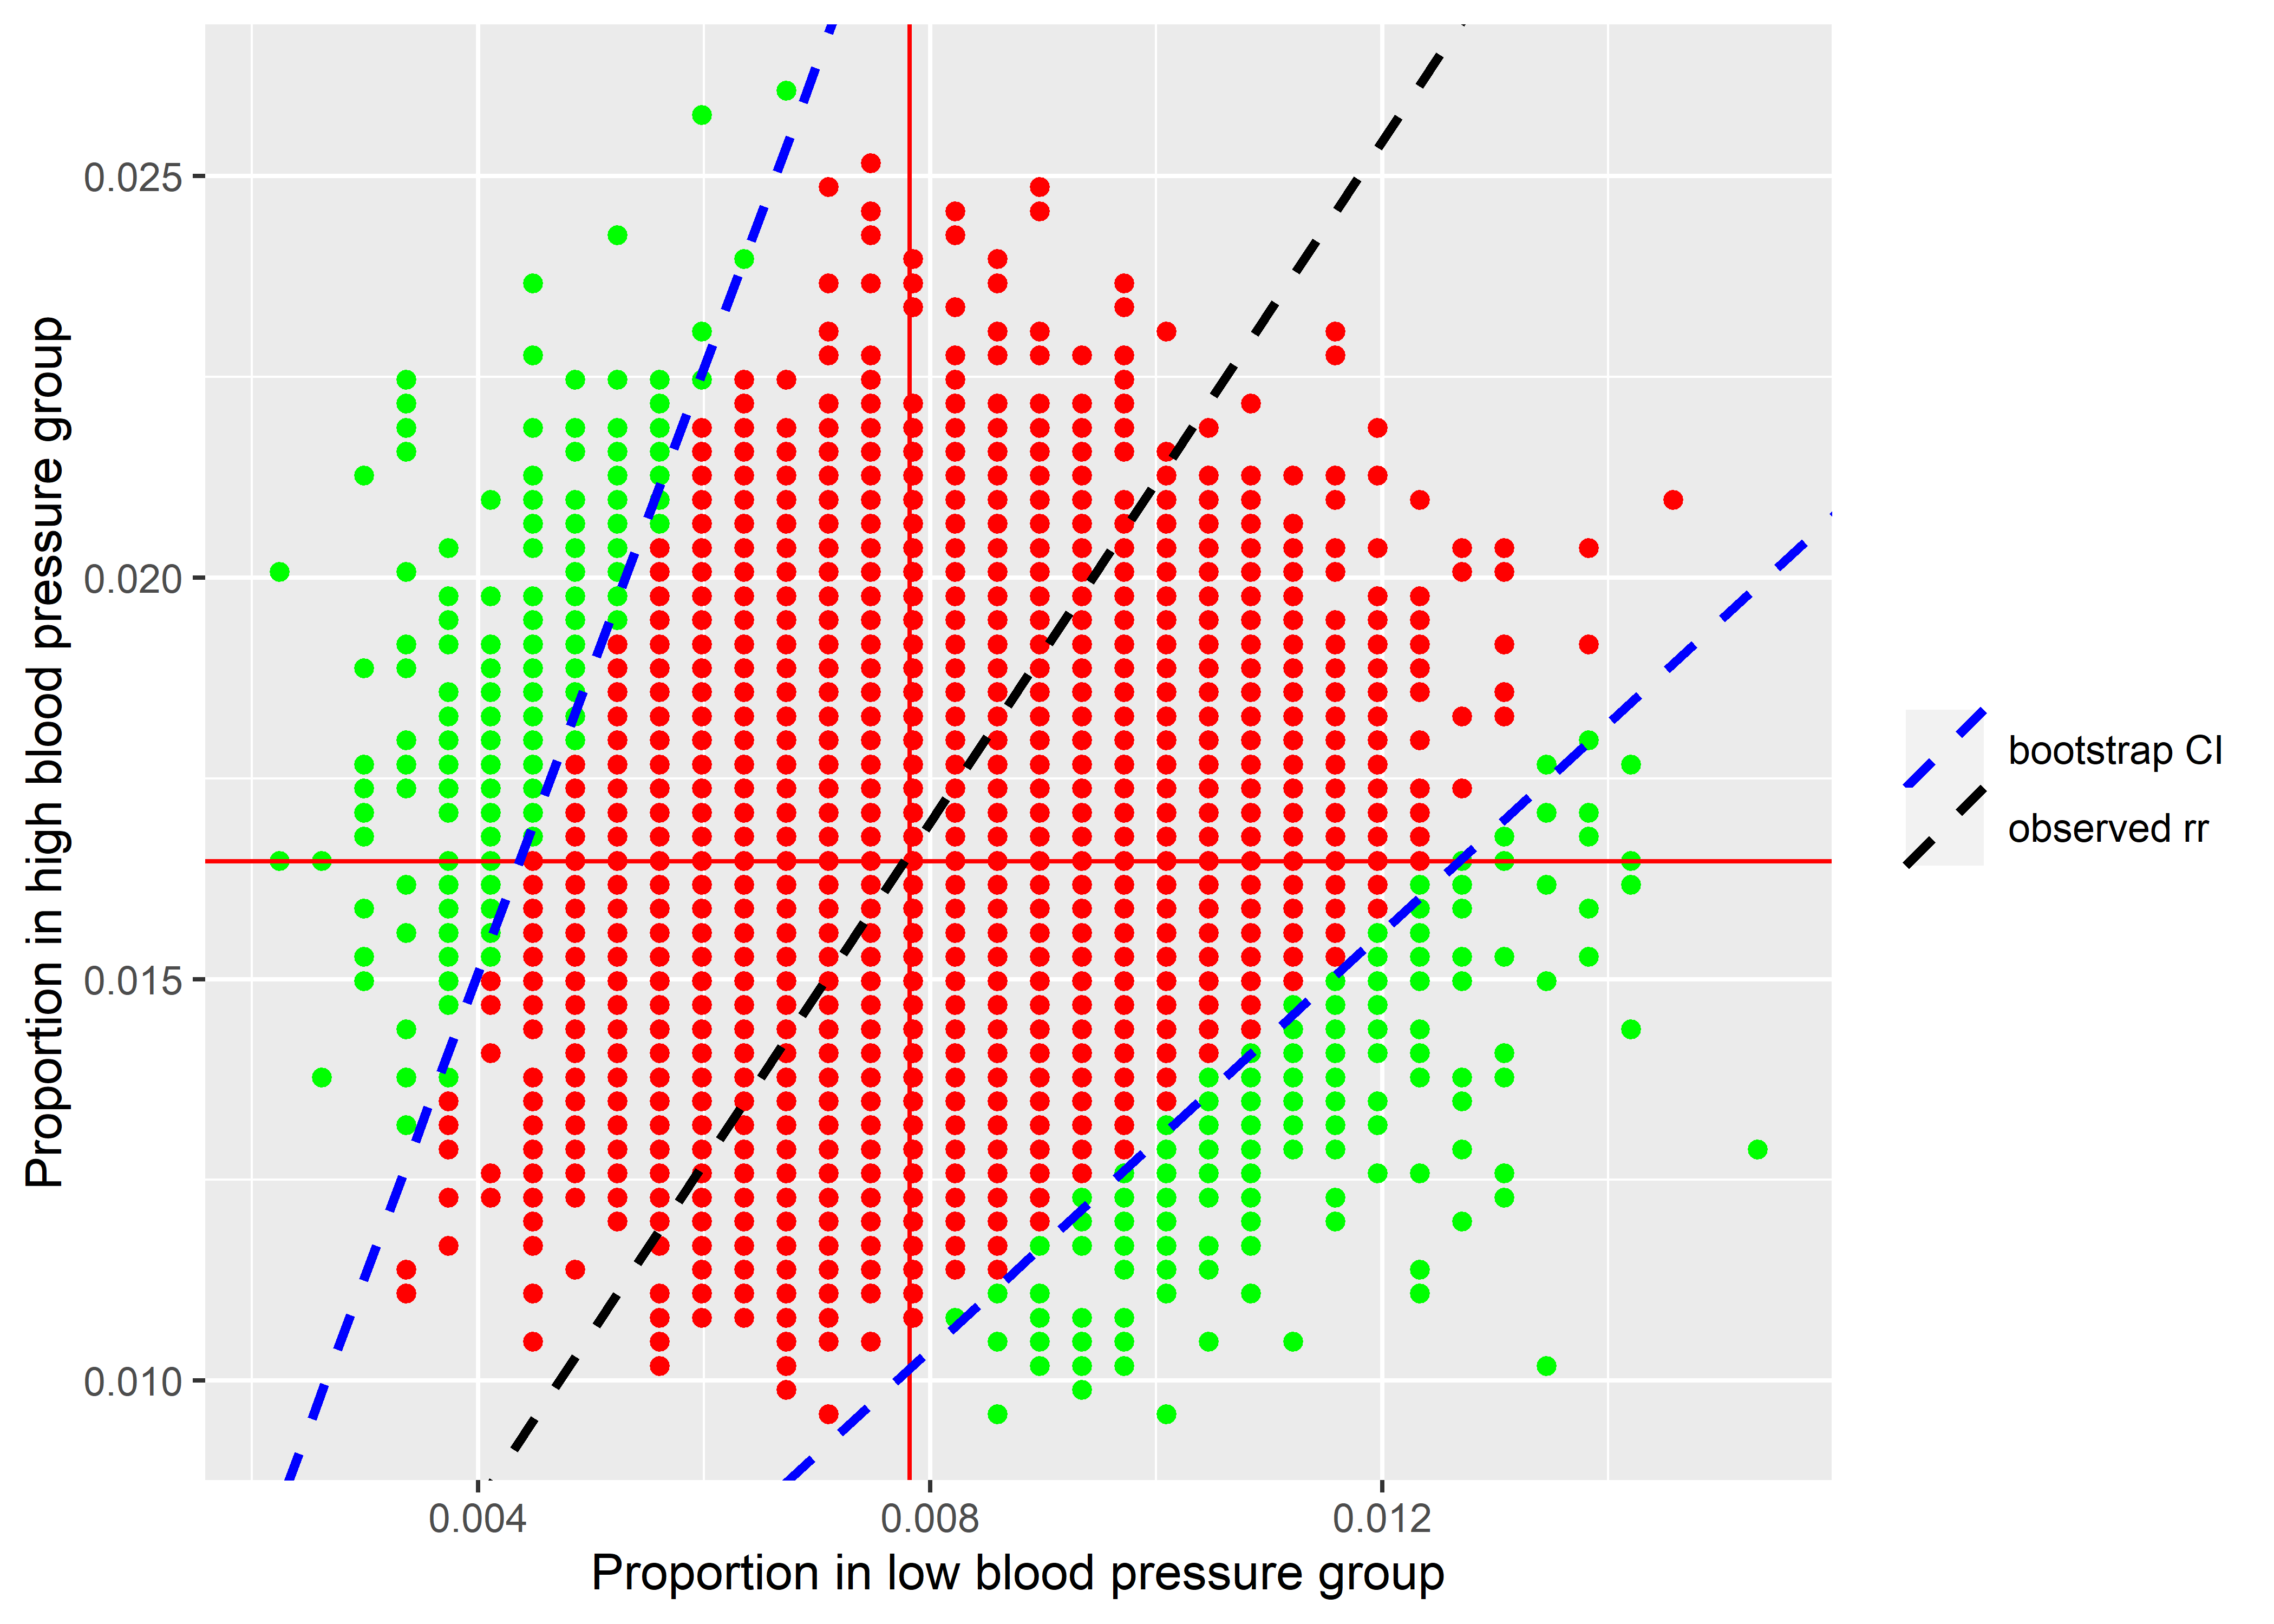 0.025
0.020
0.015
0.010
Proportion in high blood pressure group
0.004
0.008
0.012
Proportion in low blood pressure group
bootstrap CI
observed rr